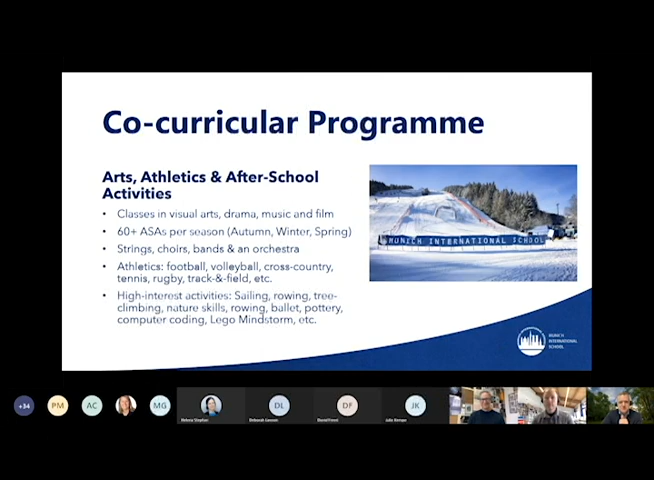 Co-curricular Programme
Arts, Athletics & After-School
Activities
• Classes in visual arts, drama, music and film
• 60+ ASAs per season (Autumn, Winter, Spring)
• Strings, choirs, bands & an orchestra
• Athletics: football, volleyball, cross-country,
tennis, rugby, track-&-field, etc.
• High-interest activities: Sailing, rowing, tree-
climbing, nature skills, rowing, ballet, pottery,
computer coding, Lego Mindstorm, etc.
MUNICH INTERNATIONAL SCHOOL
MUNICH
INTERNATIONAL
SCHOOL
+34
PM
AC
MG
DL
DF
JK